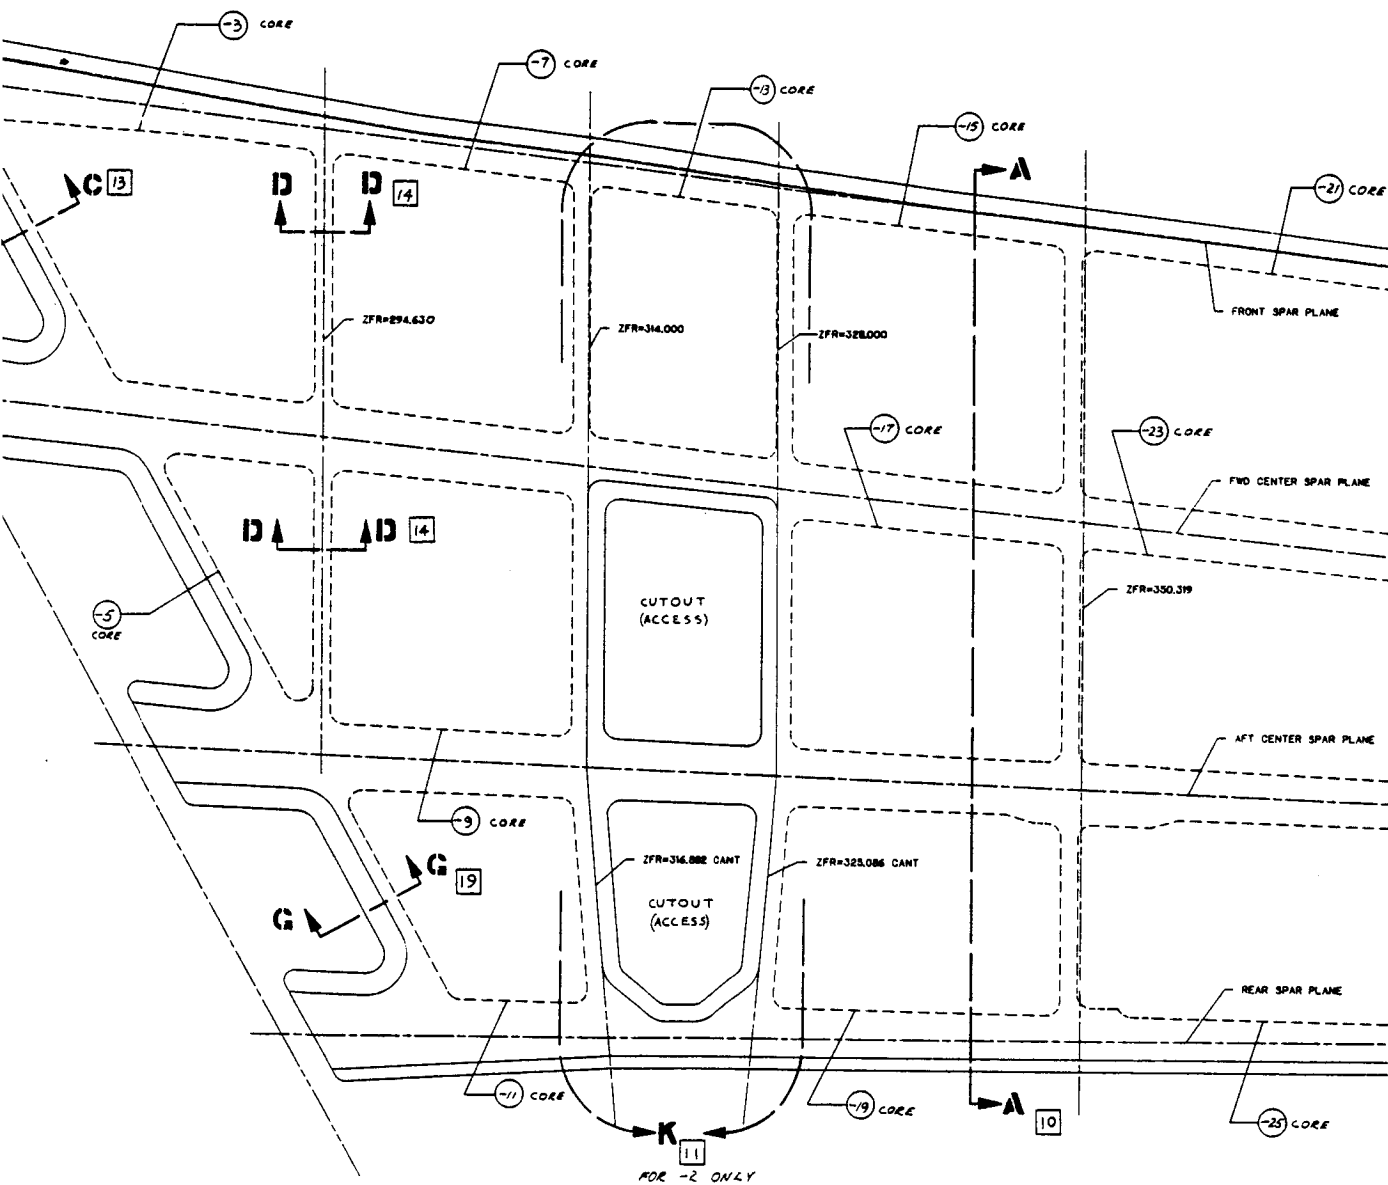 -3 CORE
-7 CORE
-13 CORE
-15 CORE
-21 CORE
C 13
D D 14
A
ZFR=294.630
ZFR=314.000
ZFR=328.000
FRONT SPAR PLANE
-17 CORE
-23 CORE
FWD CENTER SPAR PLANE
D D 14
CUTOUT
(ACCESS)
ZFR=350.319
-5
CORE
AFT CENTER SPAR PLANE
-9 CORE
ZFR=316.882 CANT
ZFR=325.086 CANT
G 19
G
CUTOUT
(ACCESS)
REAR SPAR PLANE
-11 CORE
-19 CORE
A
10
-25 CORE
K
11
FOR -2 ONLY